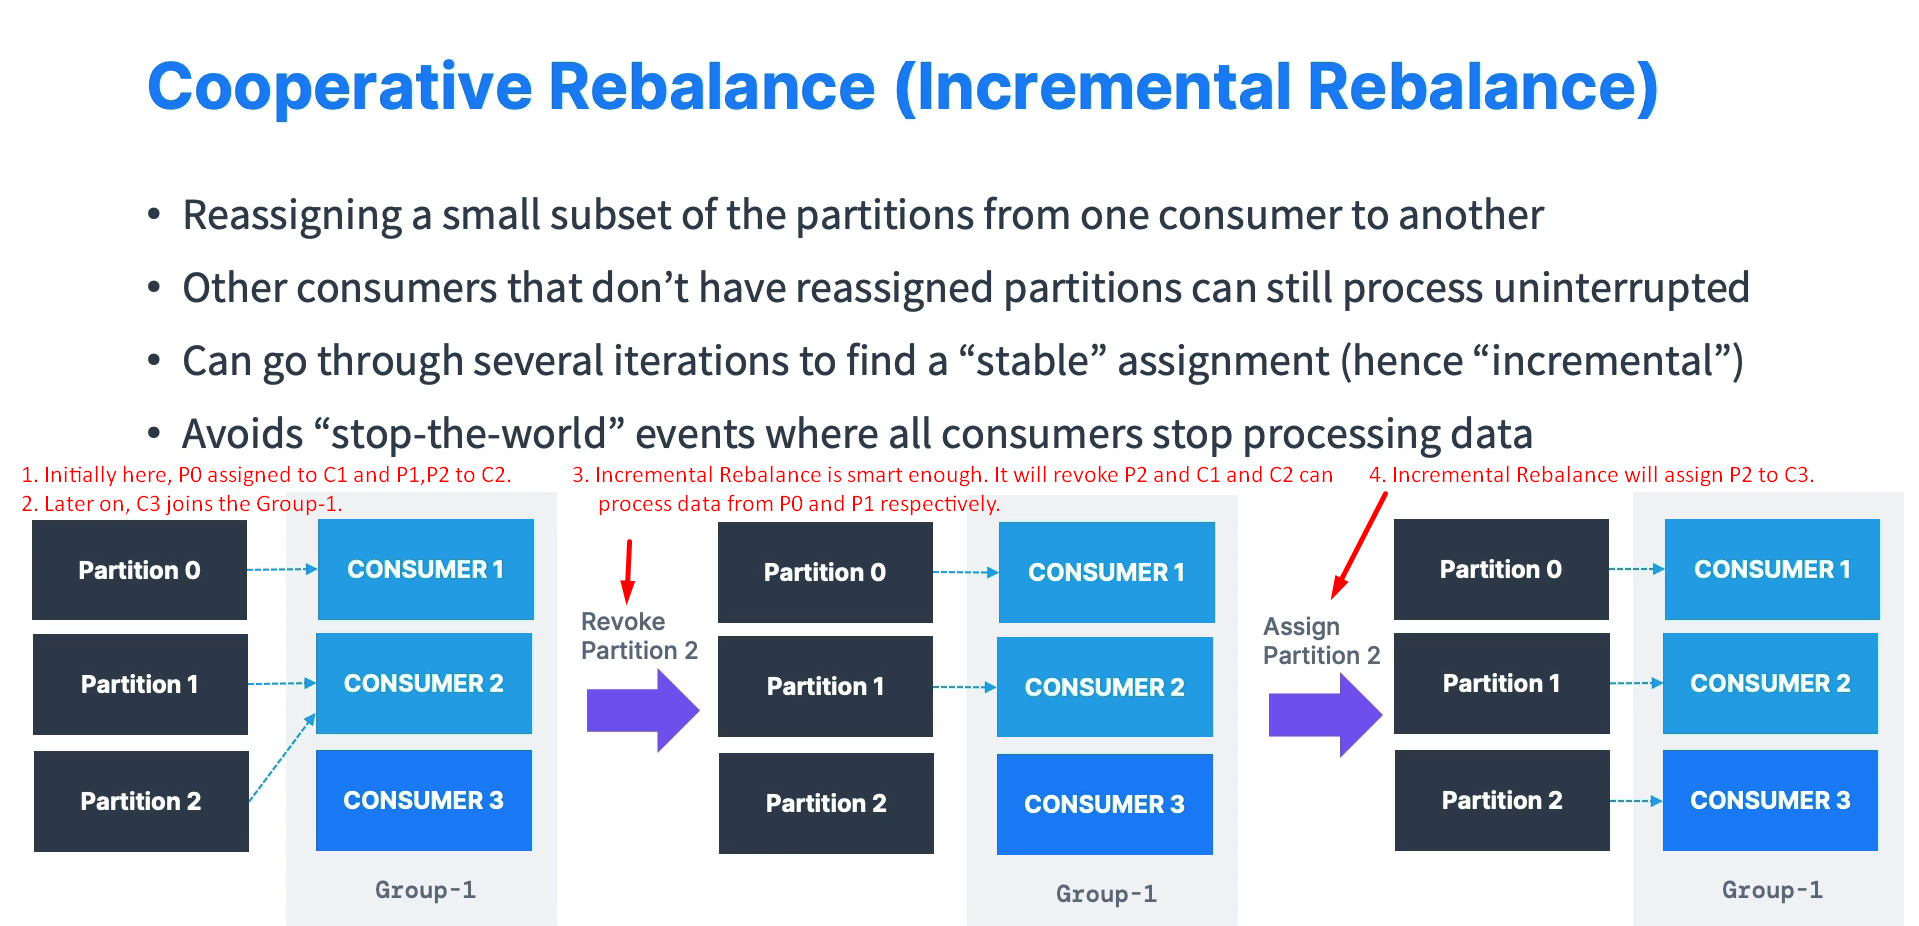 Cooperative Rebalance (Incremental Rebalance)
• Reassigning a small subset of the partitions from one consumer to another
• Other consumers that don’t have reassigned partitions can still process uninterrupted
• Can go through several iterations to find a “stable” assignment (hence “incremental”)
• Avoids “stop-the-world” events where all consumers stop processing data
1. Initially here, P0 assigned to C1 and P1,P2 to C2.
2. Later on, C3 joins the Group-1.
Partition 0
CONSUMER 1
Partition 1
CONSUMER 2
Partition 2
CONSUMER 3
Group-1
3. Incremental Rebalance is smart enough. It will revoke P2 and C1 and C2 can
process data from P0 and P1 respectively.
Revoke
Partition 2
Partition 0
CONSUMER 1
Partition 1
CONSUMER 2
Partition 2
CONSUMER 3
Group-1
4. Incremental Rebalance will assign P2 to C3.
Assign
Partition 2
Partition 0
CONSUMER 1
Partition 1
CONSUMER 2
Partition 2
CONSUMER 3
Group-1